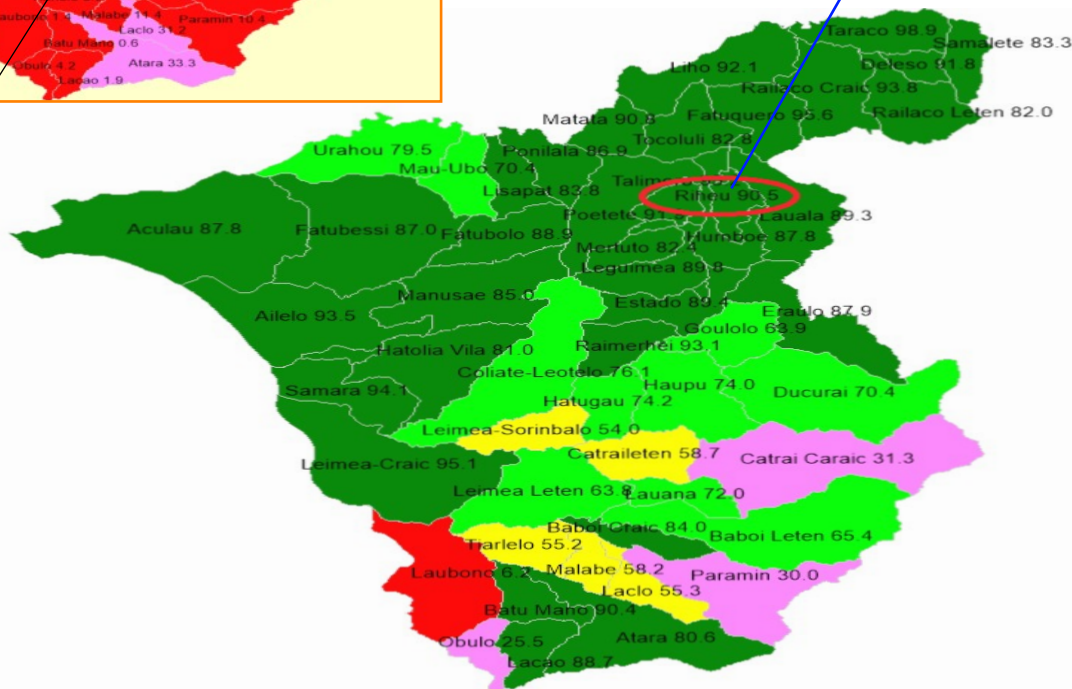 Malabe 11.4
Paramin 10.4
Laclo 31.2
Batu Mano 0.6
Atara 33.3
Obulo 4.2
Lacao 1.9
Taraco 98.9
Samalete 83.3
Liho 92.1
Deleso 91.8
Railaco Craic 93.8
Matata 90.8
Fatuquero 95.6
Railaco Leten 82.0
Tocoluli 82.8
Urahou 79.5
Ponilala 86.9
Mau-Ubo 70.4
Lisapat 83.8
Riheu 90.5
Poetete
Lauala 89.3
Aculau 87.8
Fatubessi 87.0
Fatubolo 88.9
Humboe 87.8
Mertuto 82.4
Leguimea 89.8
Manusae 85.0
Estado 89.4
Ailelo 93.5
Eraulo 87.9
Goulolo 63.9
Hatolia Vila 81.0
Raimerhei 93.1
Coliate-Leotelo 76.1
Samara 94.1
Haupu 74.0
Ducurai 70.4
Hatugau 74.2
Leimea-Sorinbalo 54.0
Catraileten 58.7
Catrai Caraic 31.3
Leimea-Craic 95.1
Leimea Leten 63.8
Lauana 72.0
Baboi Craic 84.0
Baboi Leten 65.4
Tiarlelo 55.2
Laubono 6.2
Malabe 58.2
Paramin 30.0
Laclo 55.3
Batu Mano 90.4
Obulo 25.5
Atara 80.6
Lacao 88.7